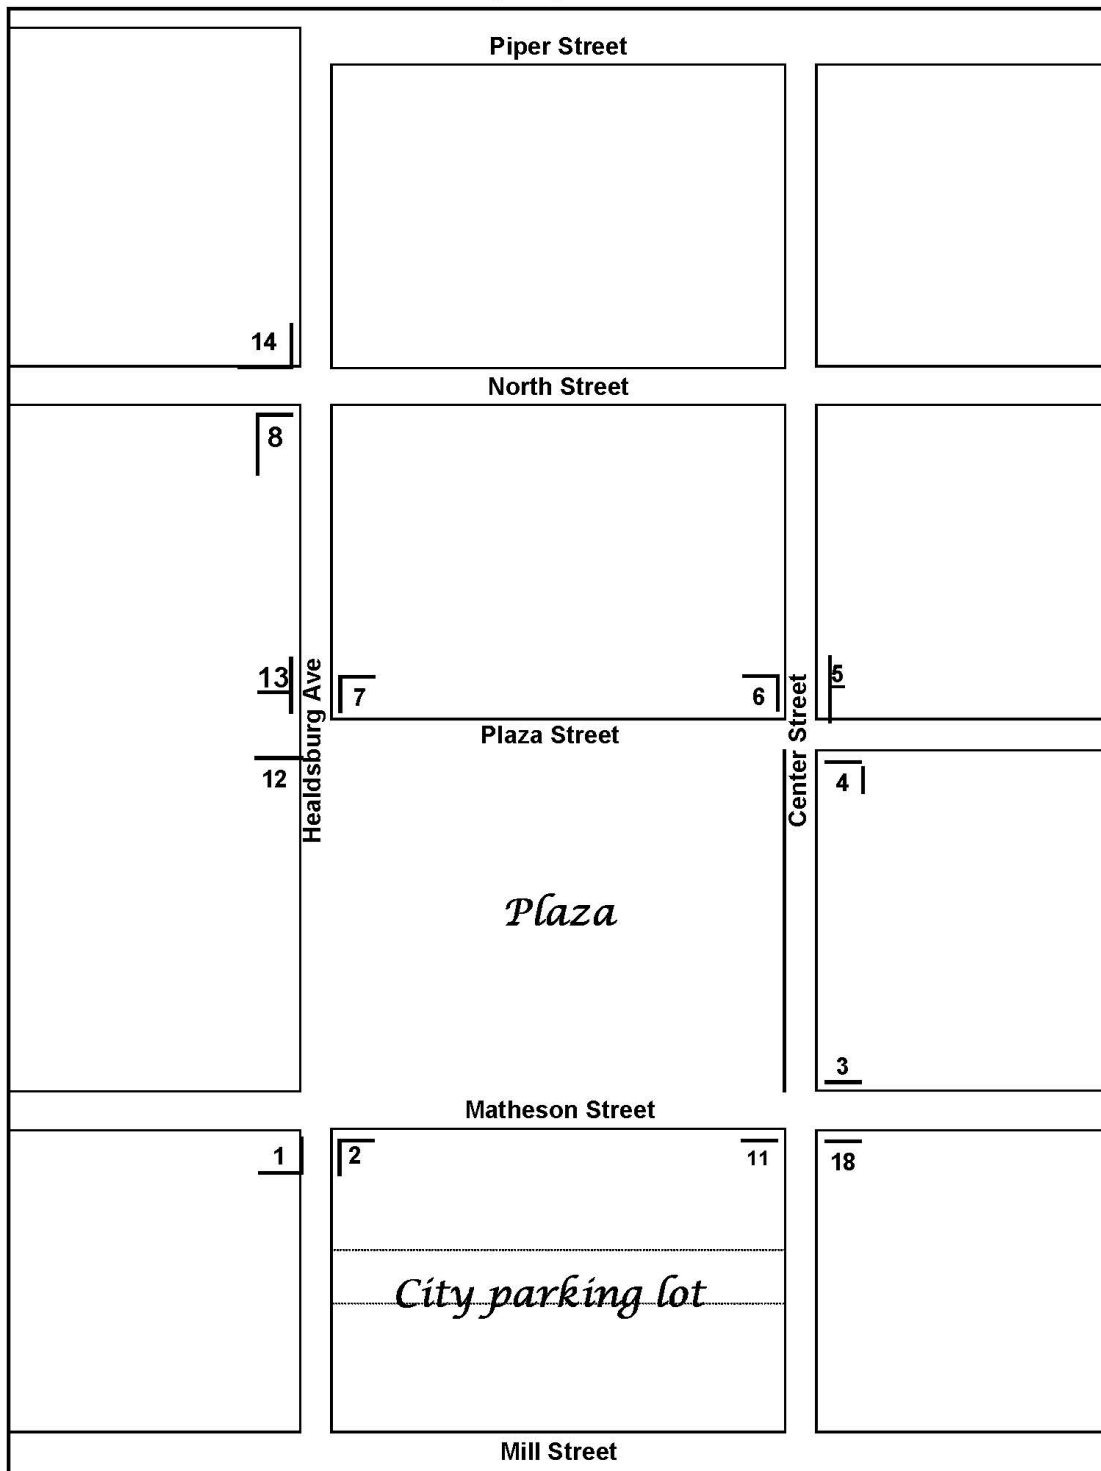 Piper Street
14
North Street
8
13
Healdsburg Ave
7
6
Center Street
5
Plaza Street
12
4
Plaza
3
Matheson Street
1
2
11
18
City parking lot
Mill Street